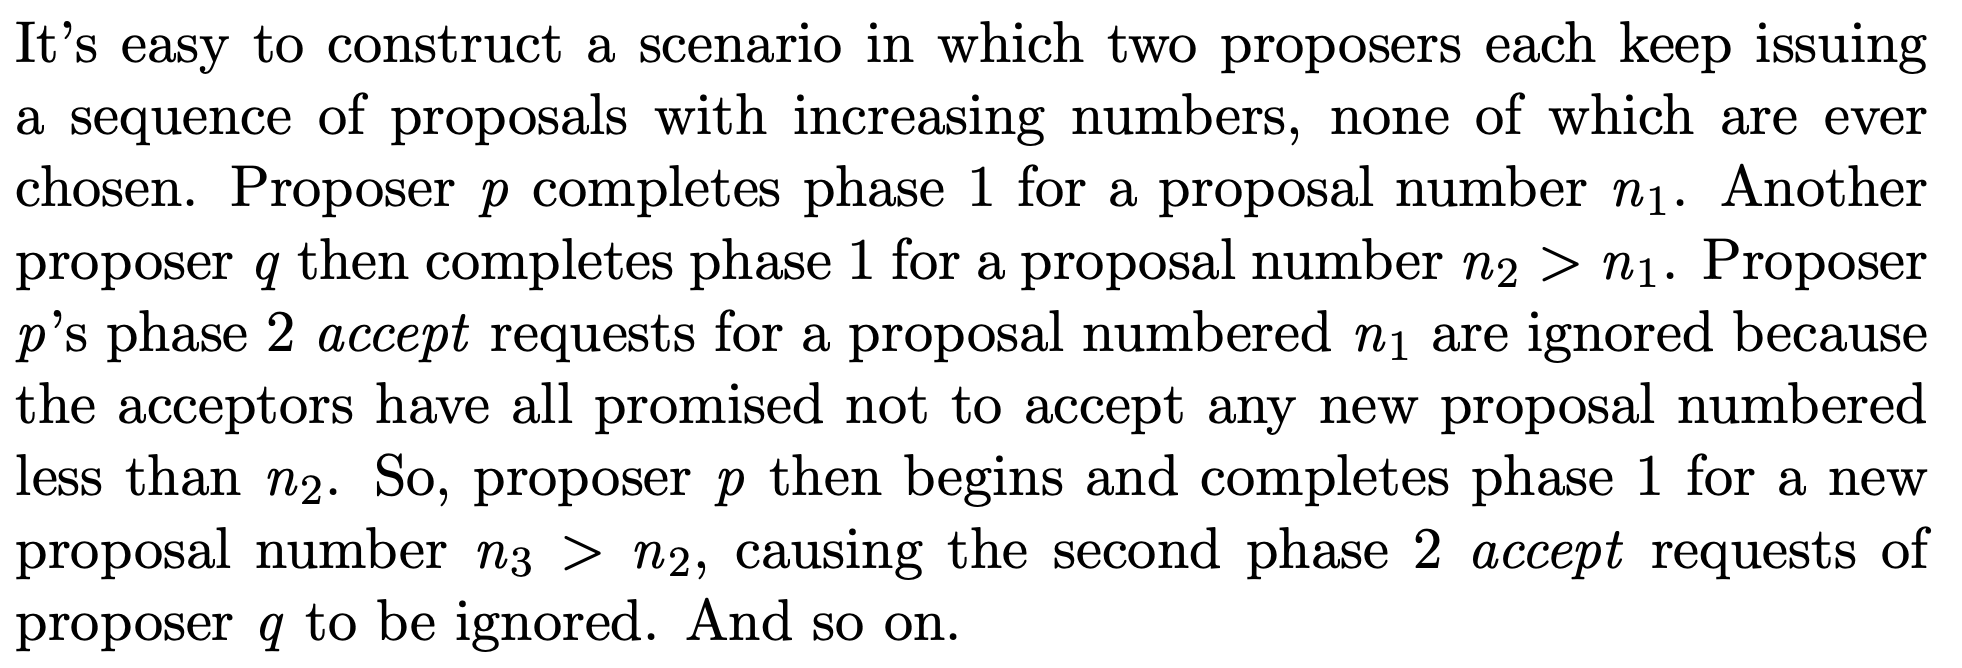 It’s easy to construct a scenario in which two proposers each keep issuing
a sequence of proposals with increasing numbers, none of which are ever
chosen. Proposer p completes phase 1 for a proposal number n₁. Another
proposer q then completes phase 1 for a proposal number n₂ > n₁. Proposer
p’s phase 2 accept requests for a proposal numbered n₁ are ignored because
the acceptors have all promised not to accept any new proposal numbered
less than n₂. So, proposer p then begins and completes phase 1 for a new
proposal number n₃ > n₂, causing the second phase 2 accept requests of
proposer q to be ignored. And so on.